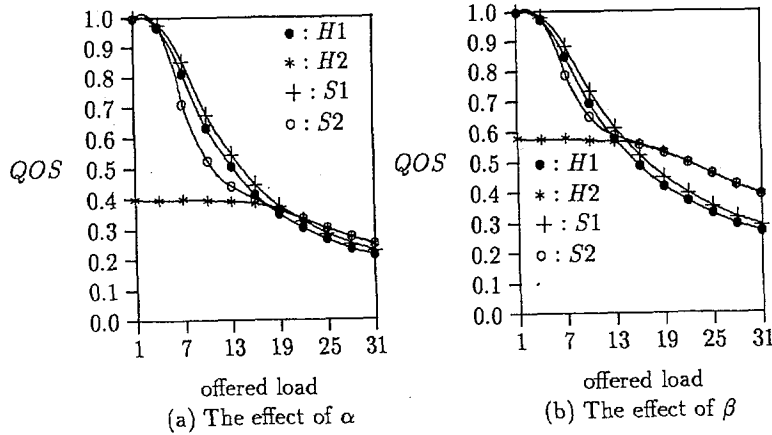 1.0
0.9
0.8
0.7
0.6
0.5
0.4
0.3
0.2
0.1
0.0
QOS
● : H1
* : H2
+ : S1
o : S2
1 7 13 19 25 31
offered load
(a) The effect of α
1.0
0.9
0.8
0.7
0.6
0.5
0.4
0.3
0.2
0.1
0.0
QOS
● : H1
* : H2
+ : S1
o : S2
1 7 13 19 25 31
offered load
(b) The effect of β